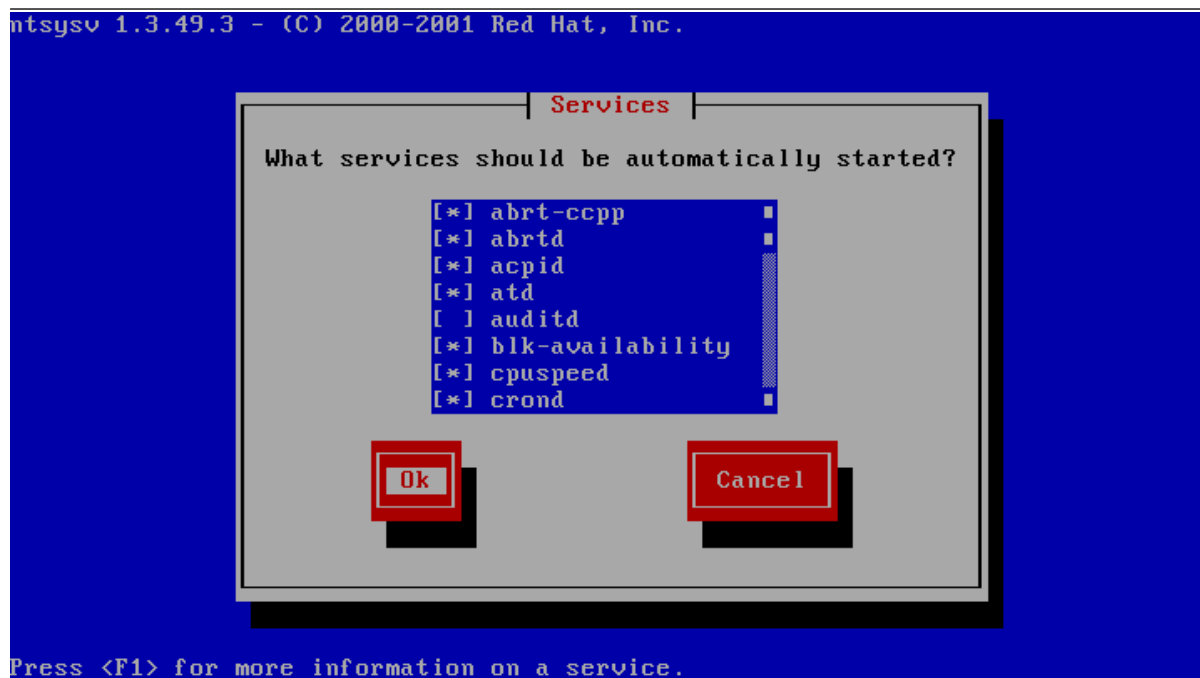 ntsysv 1.3.49.3 - (C) 2000-2001 Red Hat, Inc.
Services
What services should be automatically started?
[*] abrt-ccpp
[*] abrtd
[*] acpid
[*] atd
[ ] auditd
[*] blk-availability
[*] cpuspeed
[*] crond
Ok Cancel
Press <F1> for more information on a service.